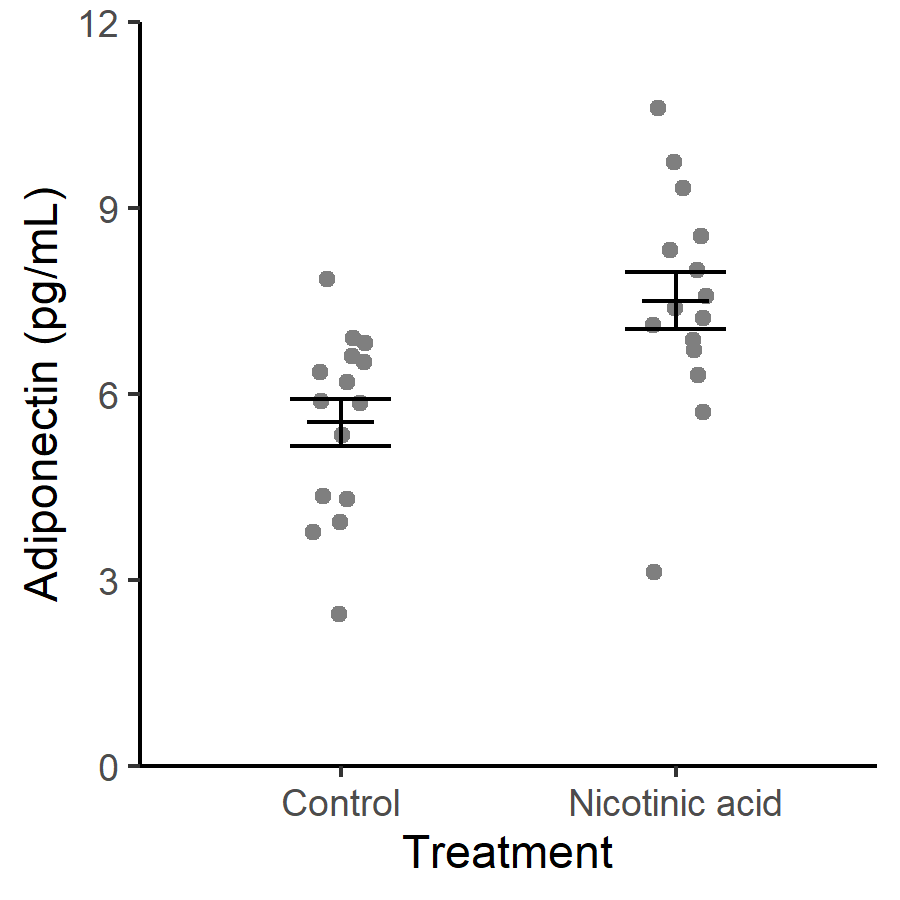 12
9
6
3
0
Adiponectin (pg/mL)
Control
Nicotinic acid
Treatment